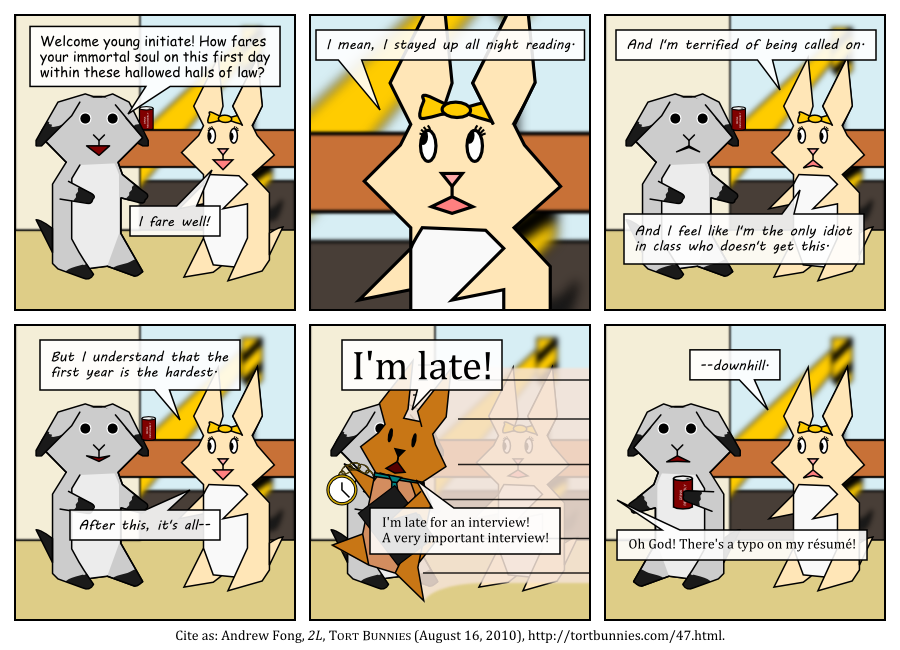 Welcome young initiate! How fares
your immortal soul on this first day
within these hallowed halls of law?
I fare well!
I mean, I stayed up all night reading.
And I'm terrified of being called on.
And I feel like I'm the only idiot
in class who doesn't get this.
But I understand that the
first year is the hardest.
After this, it's all--
I'm late!
I'm late for an interview!
A very important interview!
--downhill.
Oh God! There's a typo on my résumé!
Cite as: Andrew Fong, 2L, TORT BUNNIES (August 16, 2010), http://tortbunnies.com/47.html.